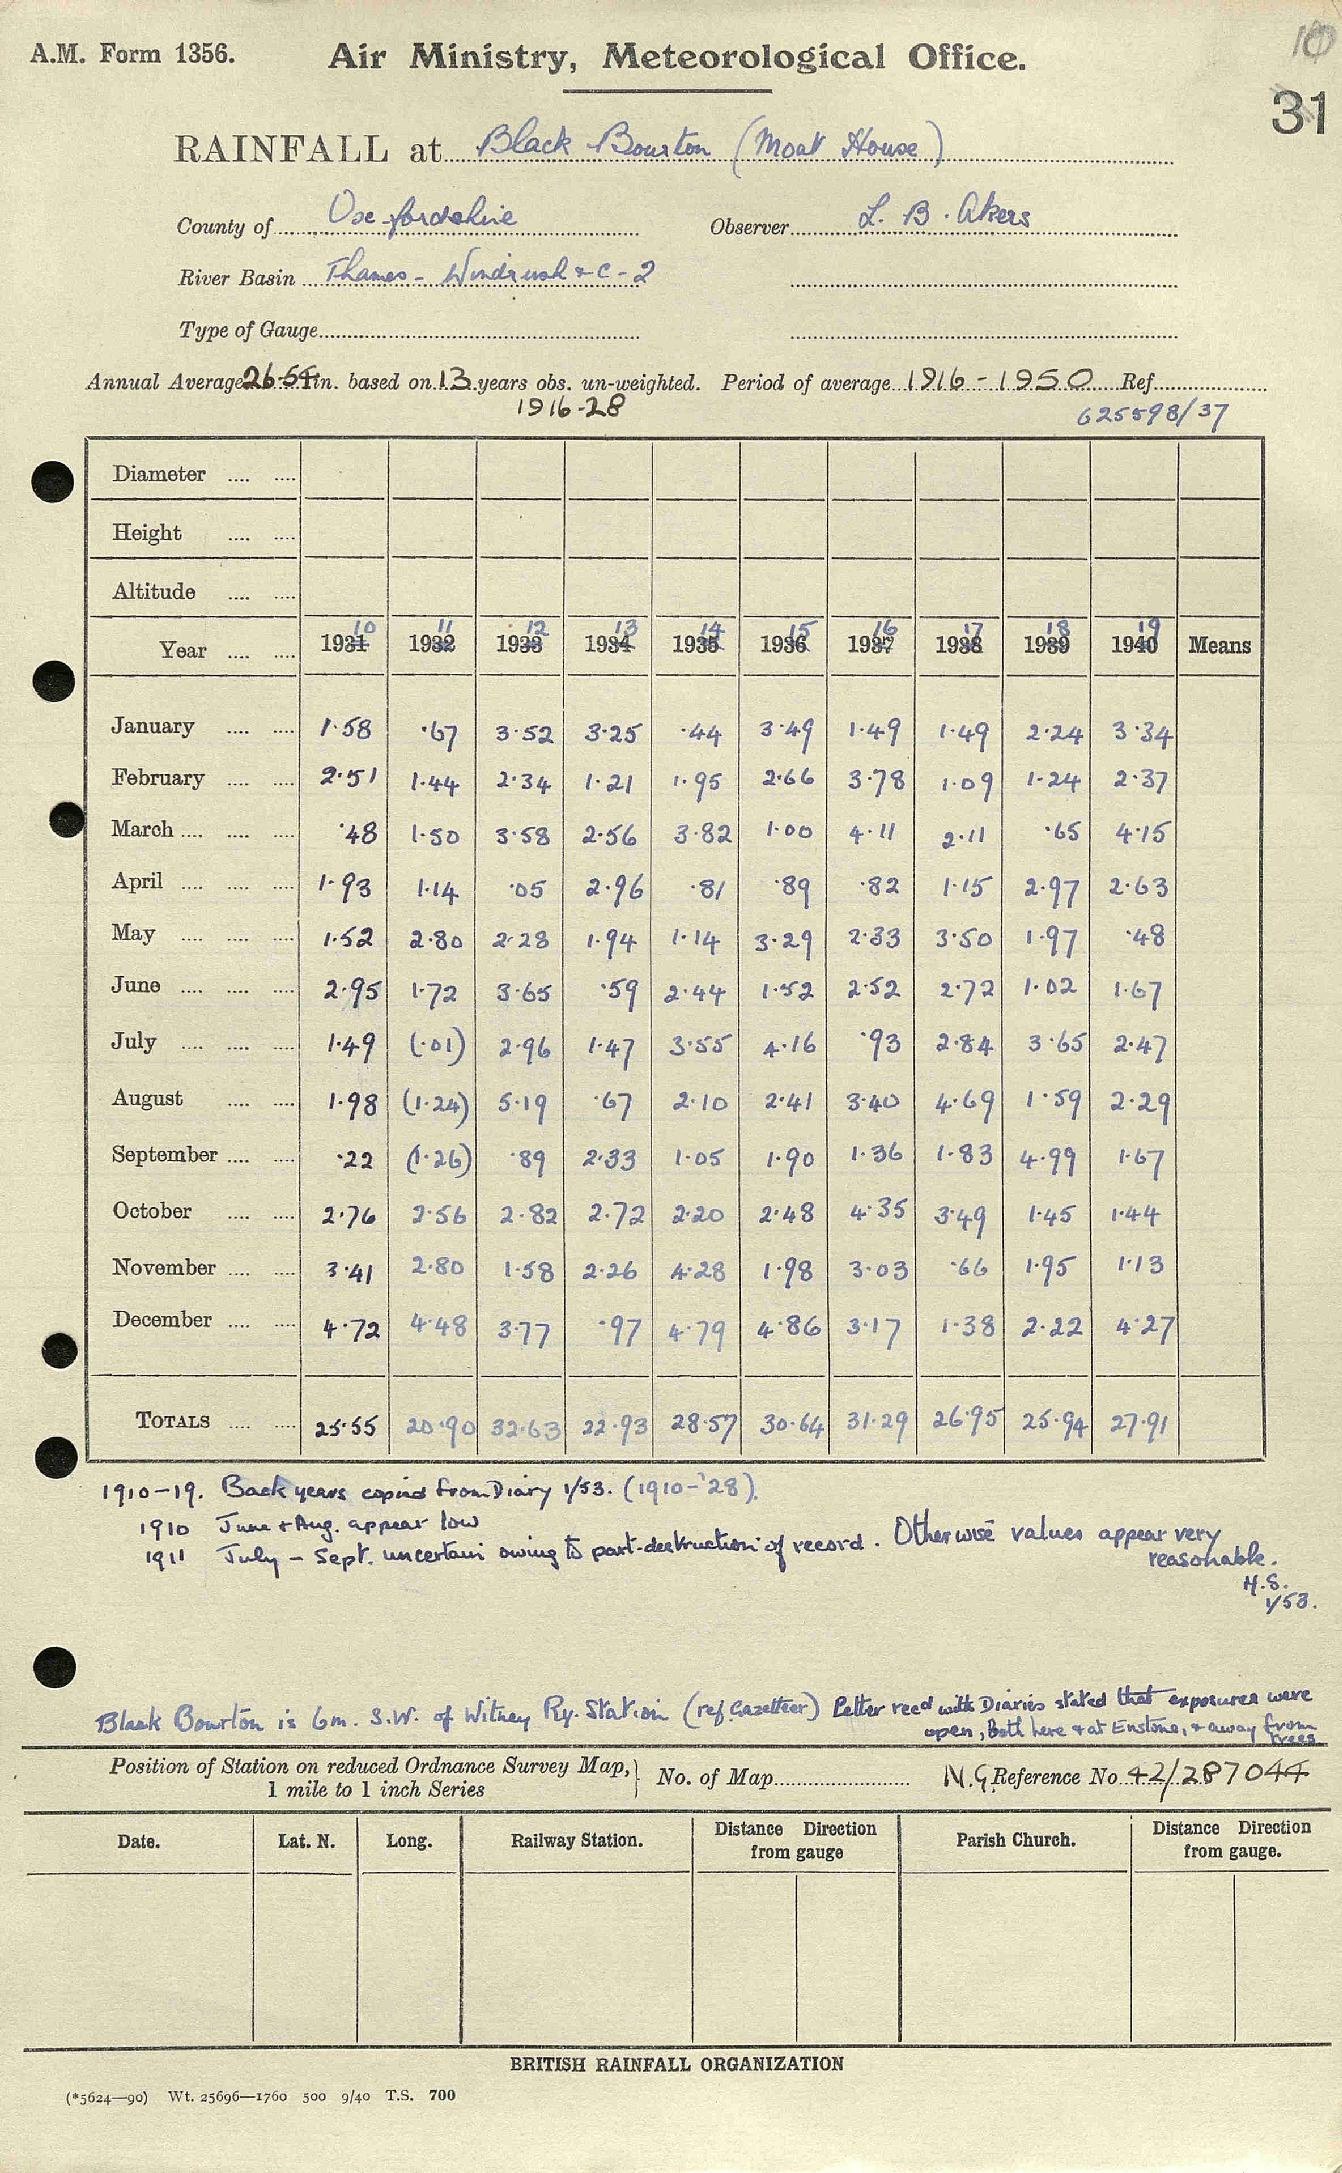 10
A.M. Form 1356. Air Ministry, Meteorological Office.
31
RAINFALL at Black Bourton (Moat House)
County of Oxfordshire Observer L. B. Akers
River Basin Thames - Windrush &c - 2
Type of Gauge
Annual Average 26.54 in. based on 13 years obs. un-weighted. Period of average 1916 - 1950 Ref.
1916-28 625598/37
Diameter .... ....
Height .... ....
Altitude .... ....
10 11 12 13 14 15 16 17 18 19
Year .... .... 1931 1932 1933 1934 1935 1936 1937 1938 1939 1940 Means
January .... .... 1.58 .67 3.52 3.25 .44 3.49 1.49 1.49 2.24 3.34
February .... .... 2.51 1.44 2.34 1.21 1.95 2.66 3.78 1.09 1.24 2.37
March .... .... .... .48 1.50 3.58 2.56 3.82 1.00 4.11 2.11 .65 4.15
April .... .... .... 1.93 1.14 .05 2.96 .81 .89 .82 1.15 2.97 2.63
May .... .... .... 1.52 2.80 2.28 1.94 1.14 3.29 2.33 3.50 1.97 .48
June .... .... .... 2.95 1.72 3.65 .59 2.44 1.52 2.52 2.72 1.02 1.67
July .... .... .... 1.49 (.01) 2.96 1.47 3.55 4.16 .93 2.84 3.65 2.47
August .... .... 1.98 (1.24) 5.19 .67 2.10 2.41 3.40 4.69 1.59 2.29
September .... .... .22 (1.26) .89 2.33 1.05 1.90 1.36 1.83 4.99 1.67
October .... .... 2.76 2.56 2.82 2.72 2.20 2.48 4.35 3.49 1.45 1.44
November .... .... 3.41 2.80 1.58 2.26 4.28 1.98 3.03 .66 1.95 1.13
December .... .... 4.72 4.48 3.77 .97 4.79 4.86 3.17 1.38 2.22 4.27
TOTALS .... .... 25.55 20.90 32.63 22.93 28.57 30.64 31.29 26.95 25.94 27.91
1910-19. Back years copied from Diary 1/53. (1910-'28).
1910 June & Aug. appear low
1911 July - Sept. uncertain owing to part-destruction of record. Otherwise values appear very
reasonable.
H.S.
1/53.
Black Bourton is 6m. S.W. of Witney Ry. Station (ref Gazetteer) Letter recd with Diaries stated that exposures were
open, Both here & at Enstone, & away from
trees
Position of Station on reduced Ordnance Survey Map, No. of Map N.G. Reference No. 42/287044
1 mile to 1 inch Series
Date. Lat. N. Long. Railway Station. Distance Direction from gauge Parish Church. Distance Direction from gauge.
BRITISH RAINFALL ORGANIZATION
(*5624—90) Wt. 25696—1760 500 9/40 T.S. 700